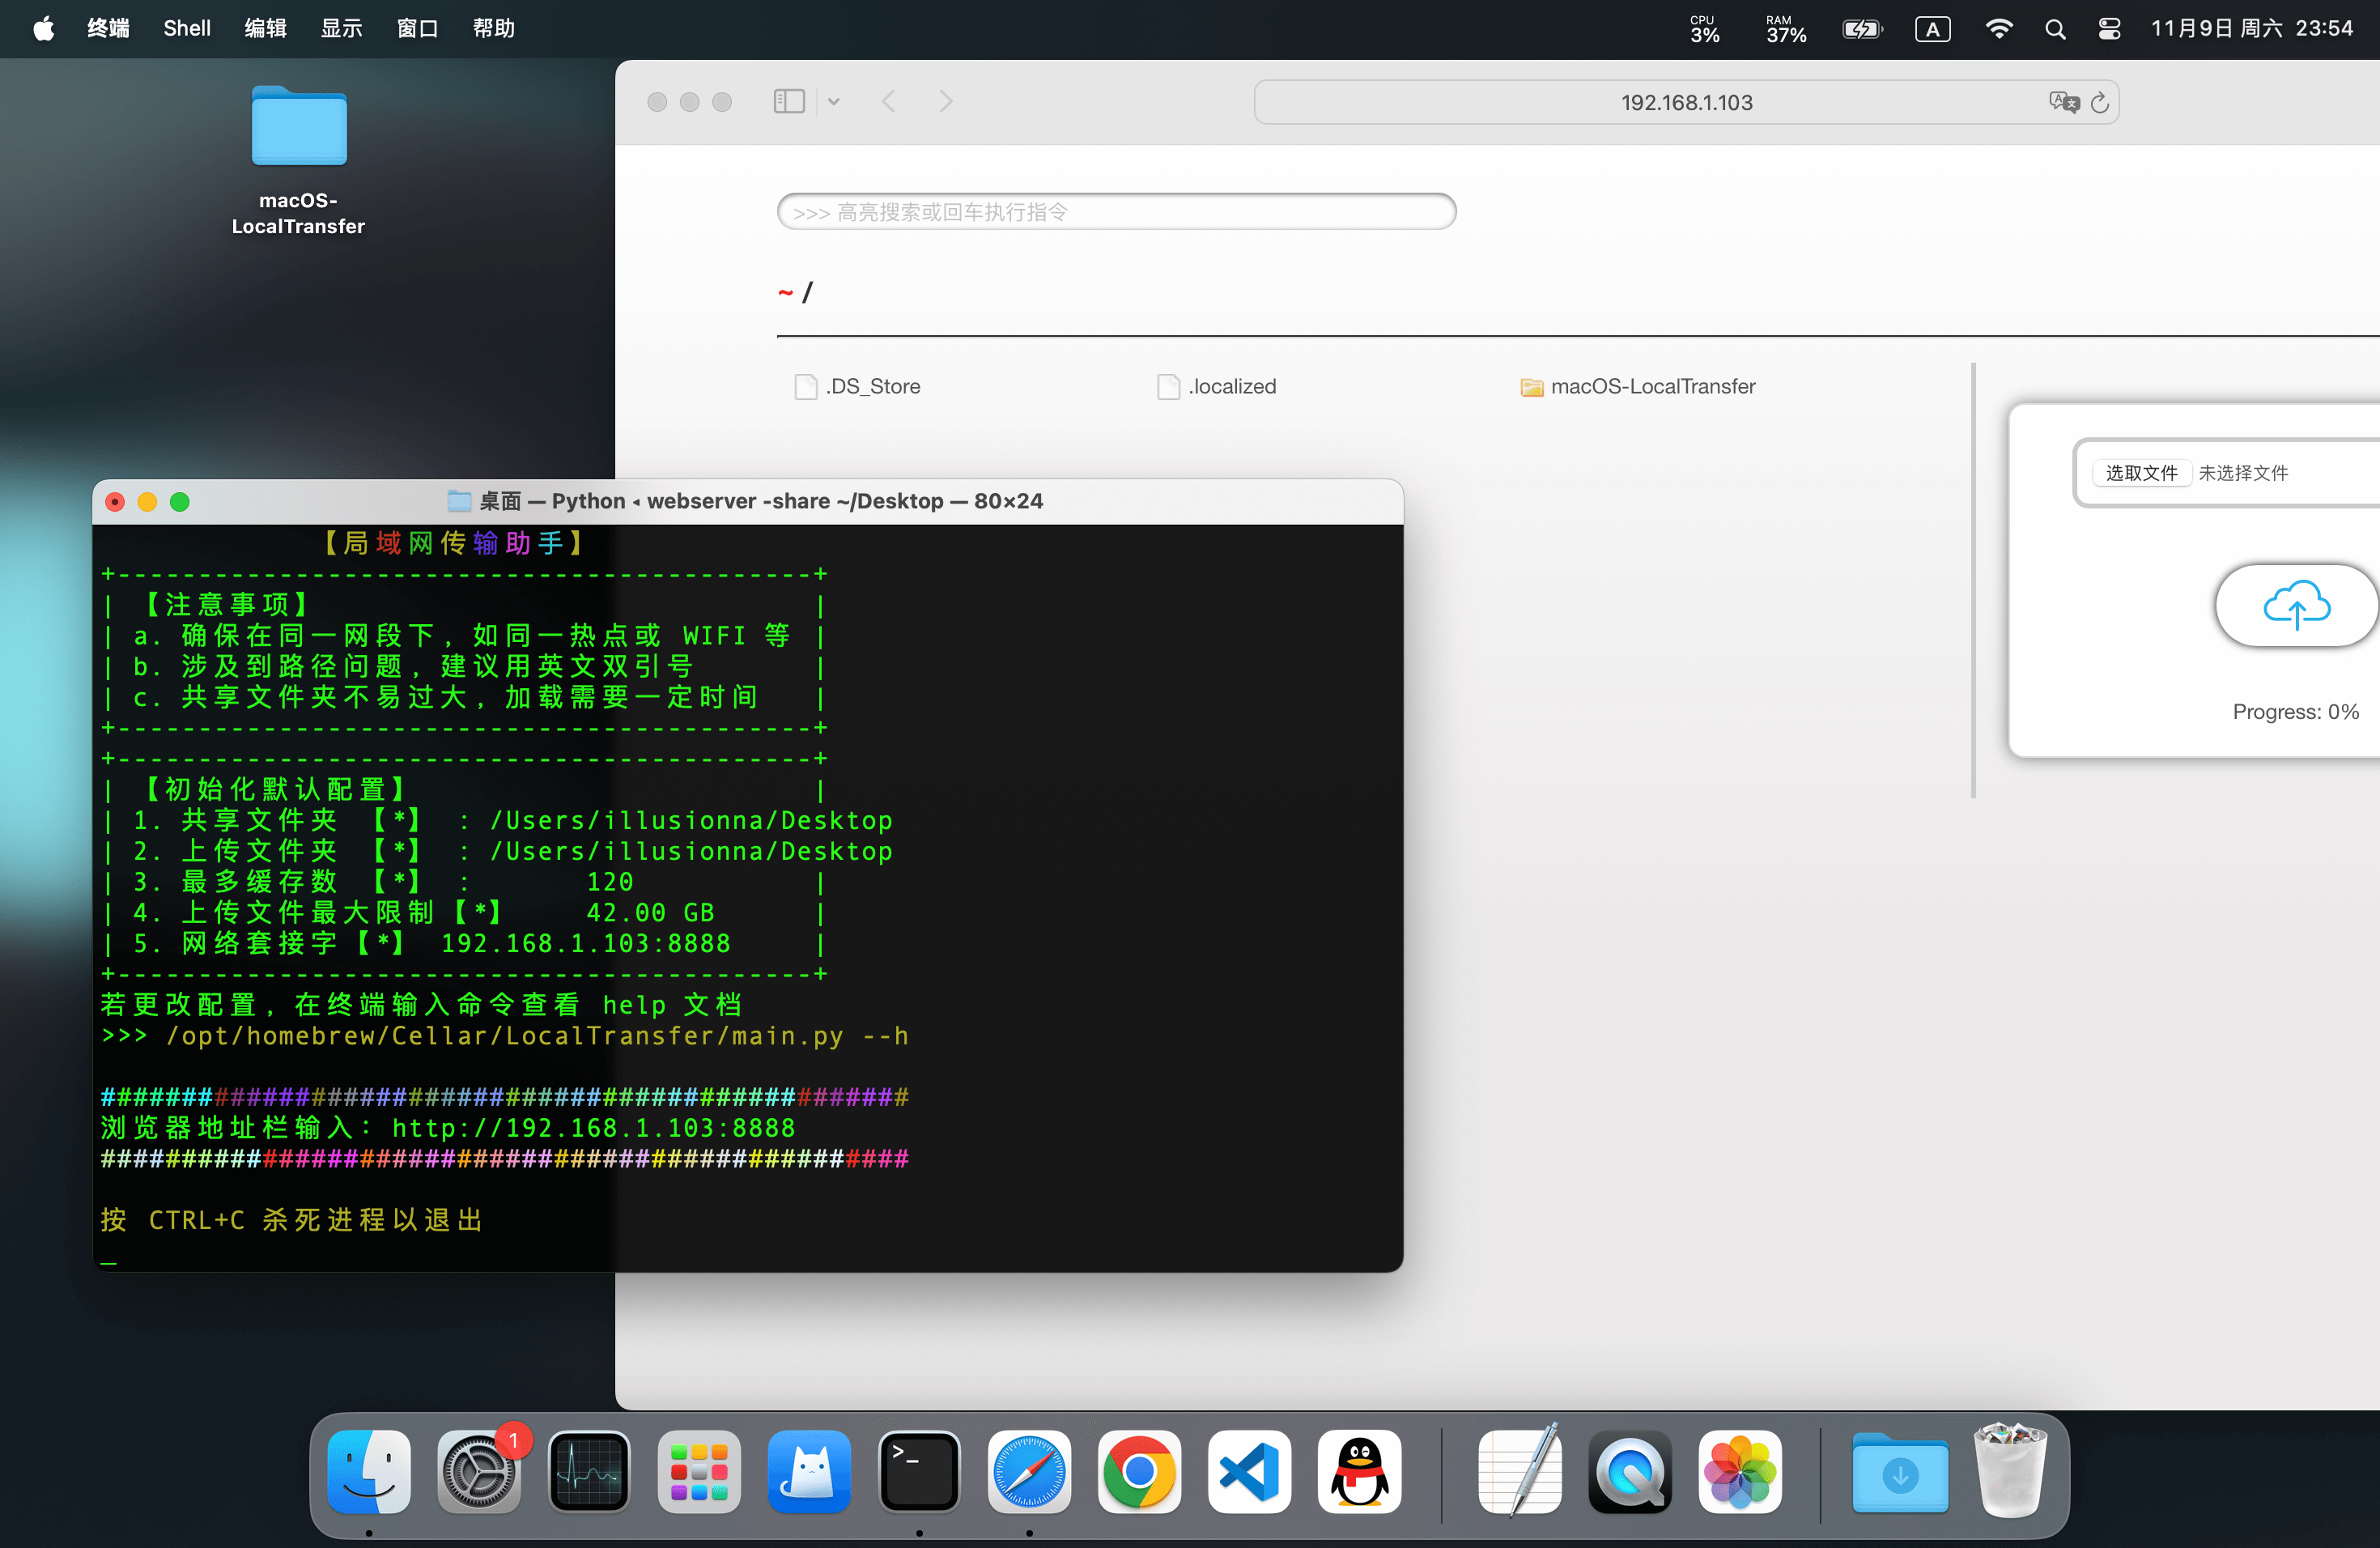 终端 Shell 编辑 显示 窗口 帮助
CPU 3% RAM 37% A 11月9日 周六 23:54
macOS-
LocalTransfer
192.168.1.103
>>> 高亮搜索或回车执行指令
~ /
.DS_Store .localized macOS-LocalTransfer
选取文件 未选择文件
Progress: 0%
桌面 — Python ◂ webserver -share ~/Desktop — 80×24
【局域网传输助手】
+-------------------------------------------+
| 【注意事项】 |
| a. 确保在同一网段下，如同一热点或 WIFI 等 |
| b. 涉及到路径问题，建议用英文双引号 |
| c. 共享文件夹不易过大，加载需要一定时间 |
+-------------------------------------------+
+-------------------------------------------+
| 【初始化默认配置】 |
| 1. 共享文件夹 【*】 : /Users/illusionna/Desktop
| 2. 上传文件夹 【*】 : /Users/illusionna/Desktop
| 3. 最多缓存数 【*】 : 120 |
| 4. 上传文件最大限制【*】 42.00 GB |
| 5. 网络套接字【*】 192.168.1.103:8888 |
+-------------------------------------------+
若更改配置，在终端输入命令查看 help 文档
>>> /opt/homebrew/Cellar/LocalTransfer/main.py --h
##################################################
浏览器地址栏输入：http://192.168.1.103:8888
##################################################
按 CTRL+C 杀死进程以退出
_
1
>_